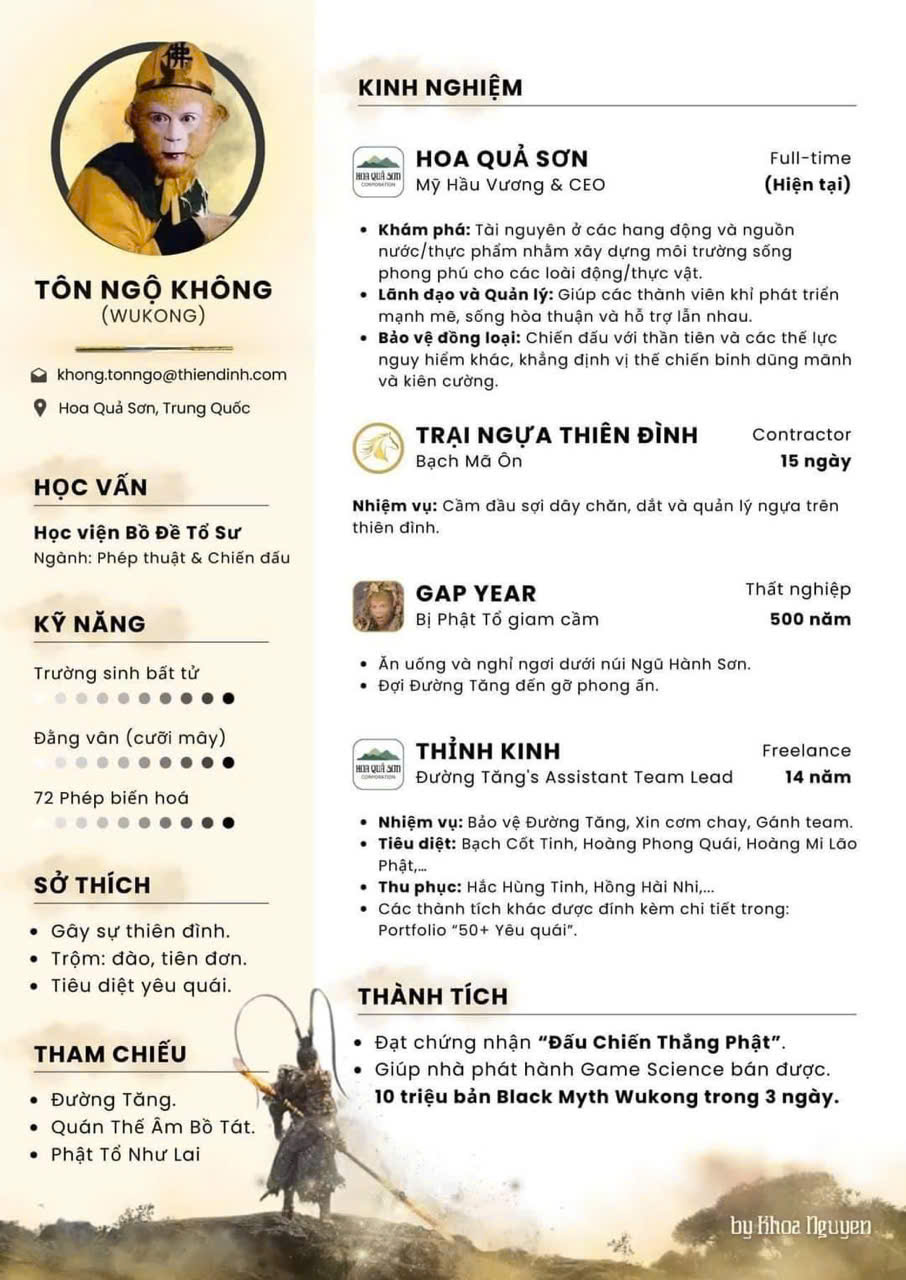 佛
TÔN NGỘ KHÔNG
(WUKONG)
khong.tonngo@thiendinh.com
Hoa Quả Sơn, Trung Quốc
HỌC VẤN
Học viện Bồ Đề Tổ Sư
Ngành: Phép thuật & Chiến đấu
KỸ NĂNG
Trường sinh bất tử
Đằng vân (cưỡi mây)
72 Phép biến hoá
SỞ THÍCH
Gây sự thiên đình.
Trộm: đào, tiên đơn.
Tiêu diệt yêu quái.
THAM CHIẾU
Đường Tăng.
Quán Thế Âm Bồ Tát.
Phật Tổ Như Lai
KINH NGHIỆM
HOA QUẢ SƠN
CORPORATION
HOA QUẢ SƠN
Full-time
Mỹ Hầu Vương & CEO
(Hiện tại)
Khám phá: Tài nguyên ở các hang động và nguồn
nước/thực phẩm nhằm xây dựng môi trường sống
phong phú cho các loài động/thực vật.
Lãnh đạo và Quản lý: Giúp các thành viên khỉ phát triển
mạnh mẽ, sống hòa thuận và hỗ trợ lẫn nhau.
Bảo vệ đồng loại: Chiến đấu với thần tiên và các thế lực
nguy hiểm khác, khẳng định vị thế chiến binh dũng mãnh
và kiên cường.
TRẠI NGỰA THIÊN ĐÌNH
Contractor
Bạch Mã Ôn
15 ngày
Nhiệm vụ: Cầm đầu sợi dây chăn, dắt và quản lý ngựa trên
thiên đình.
GAP YEAR
Thất nghiệp
Bị Phật Tổ giam cầm
500 năm
Ăn uống và nghỉ ngơi dưới núi Ngũ Hành Sơn.
Đợi Đường Tăng đến gỡ phong ấn.
HOA QUẢ SƠN
CORPORATION
THỈNH KINH
Freelance
Đường Tăng's Assistant Team Lead
14 năm
Nhiệm vụ: Bảo vệ Đường Tăng, Xin cơm chay, Gánh team.
Tiêu diệt: Bạch Cốt Tinh, Hoàng Phong Quái, Hoàng Mi Lão
Phật,…
Thu phục: Hắc Hùng Tinh, Hồng Hài Nhi,...
Các thành tích khác được đính kèm chi tiết trong:
Portfolio “50+ Yêu quái”.
THÀNH TÍCH
Đạt chứng nhận “Đấu Chiến Thắng Phật”.
Giúp nhà phát hành Game Science bán được.
10 triệu bản Black Myth Wukong trong 3 ngày.
by Khoa Nguyen